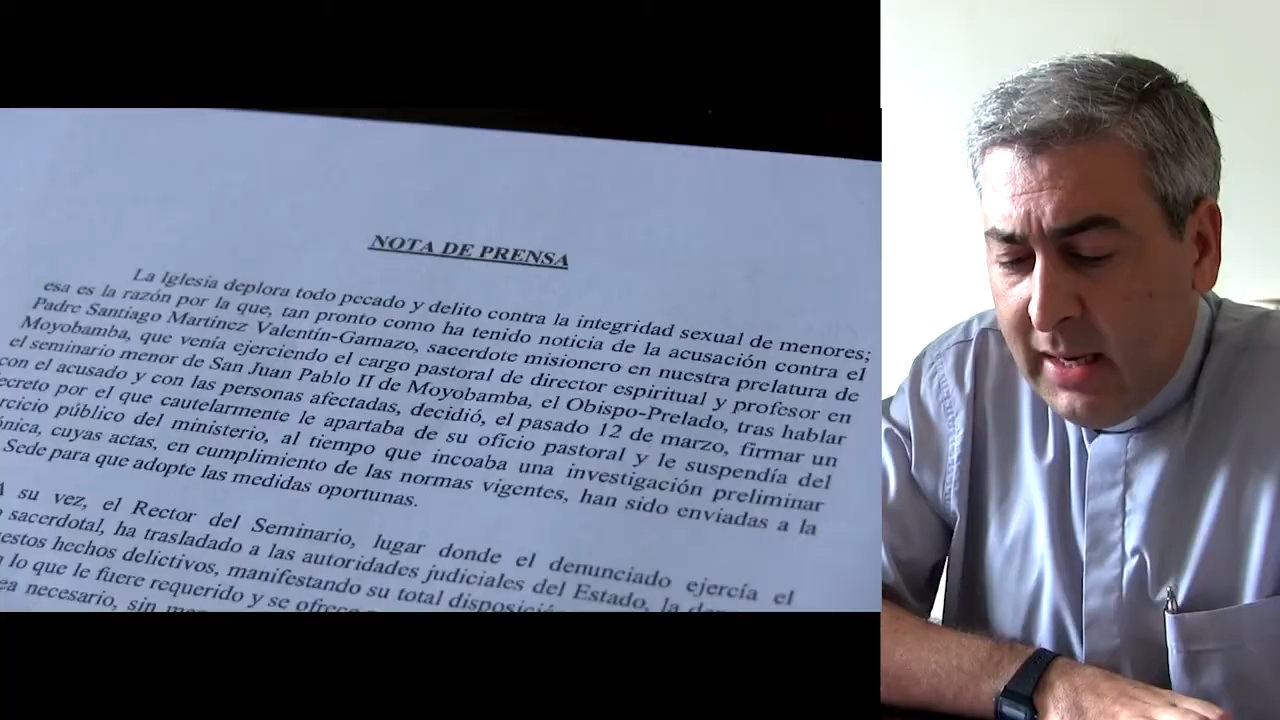 NOTA DE PRENSA
La Iglesia deplora todo pecado y delito contra la integridad sexual de menores;
esa es la razón por la que, tan pronto como ha tenido noticia de la acusación contra el
Padre Santiago Martínez Valentín-Gamazo, sacerdote misionero en nuestra prelatura de
Moyobamba, que venía ejerciendo el cargo pastoral de director espiritual y profesor en
el seminario menor de San Juan Pablo II de Moyobamba, el Obispo-Prelado, tras hablar
con el acusado y con las personas afectadas, decidió, el pasado 12 de marzo, firmar un
ecreto por el que cautelarmente le apartaba de su oficio pastoral y le suspendía del
rcicio público del ministerio, al tiempo que incoaba una investigación preliminar
ónica, cuyas actas, en cumplimiento de las normas vigentes, han sido enviadas a la
Sede para que adopte las medidas oportunas.
A su vez, el Rector del Seminario, lugar donde el denunciado ejercía el
sacerdotal, ha trasladado a las autoridades judiciales del Estado, la
uestos hechos delictivos, manifestando su total
lo que le fuere requerido y se
necesario, sin